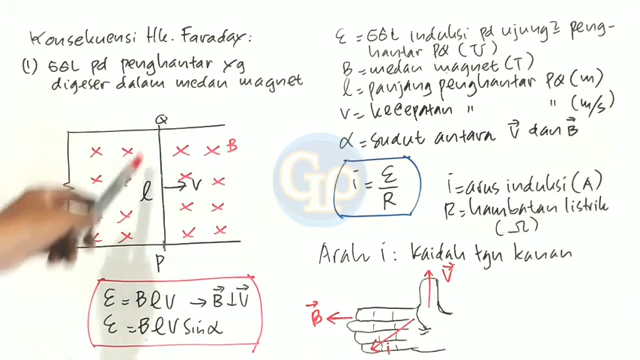 Konsekuensi Hk. Faraday:
(1) GGL pd penghantar yg
digeser dalam medan magnet
Q
B
l
V
P
ε = BlV → B⃗ ⊥ V⃗
ε = BlV sin α
ε = GGL induksi pd ujung² peng-
hantar PQ (V)
B = medan magnet (T)
l = panjang penghantar PQ (m)
v = kecepatan " " (m/s)
α = sudut antara V⃗ dan B⃗
i = ε/R
i = arus induksi (A)
R = hambatan listrik
(Ω)
Arah i: Kaidah tgn kanan
V⃗
B⃗
i